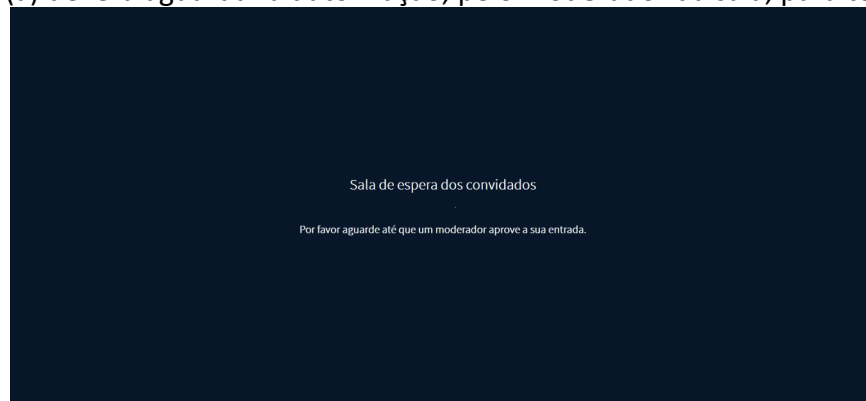 Sala de espera dos convidados
Por favor aguarde até que um moderador aprove a sua entrada.